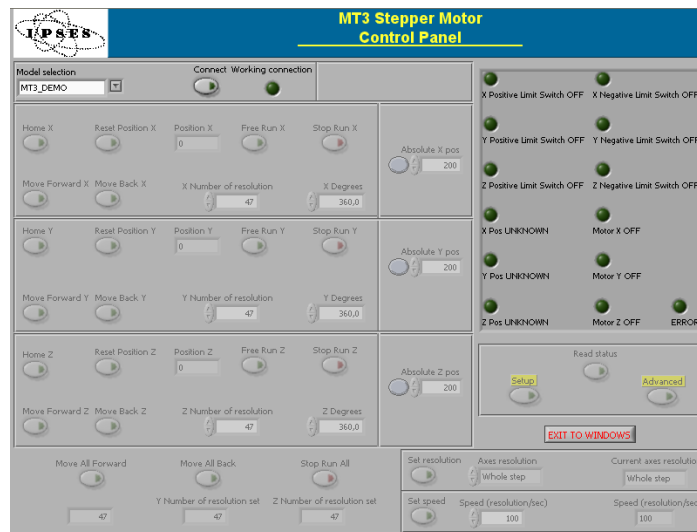 IPSES
MT3 Stepper Motor
Control Panel
Model selection
MT3_DEMO
Connect Working connection
X Positive Limit Switch OFF X Negative Limit Switch OFF
Y Positive Limit Switch OFF Y Negative Limit Switch OFF
Z Positive Limit Switch OFF Z Negative Limit Switch OFF
X Pos UNKNOWN Motor X OFF
Y Pos UNKNOWN Motor Y OFF
Z Pos UNKNOWN Motor Z OFF ERROR
Home X Reset Position X Position X Free Run X Stop Run X
0
Absolute X pos
200
Move Forward X Move Back X X Number of resolution X Degrees
47 360,0
Home Y Reset Position Y Position Y Free Run Y Stop Run Y
0
Absolute Y pos
200
Move Forward Y Move Back Y Y Number of resolution Y Degrees
47 360,0
Home Z Reset Position Z Position Z Free Run Z Stop Run Z
0
Absolute Z pos
200
Move Forward Z Move Back Z Z Number of resolution Z Degrees
47 360,0
Read status
Setup Advanced
EXIT TO WINDOWS
Move All Forward Move All Back Stop Run All
Y Number of resolution set Z Number of resolution set
47 47 47
Set resolution Axes resolution Current axes resolutio
Whole step Whole step
Set speed Speed (resolution/sec) Speed (resolution/sec
100 100